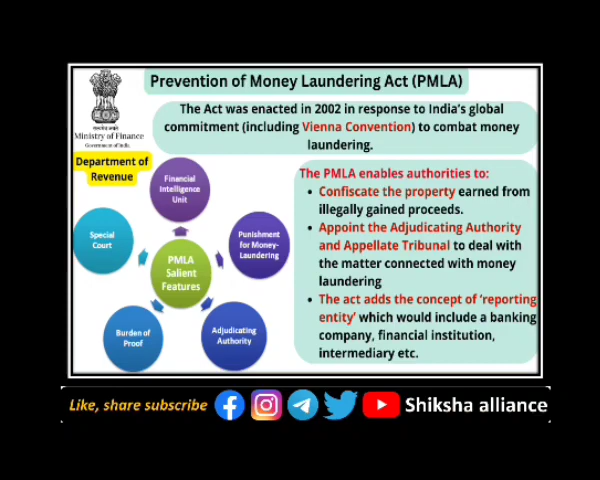 Prevention of Money Laundering Act (PMLA)
The Act was enacted in 2002 in response to India's global
commitment (including Vienna Convention) to combat money
laundering.
सत्यमेव जयते
Ministry of Finance
Government of India
Department of
Revenue
Financial
Intelligence
Unit
Special
Court
Punishment
for Money-
Laundering
PMLA
Salient
Features
Burden of
Proof
Adjudicating
Authority
The PMLA enables authorities to:
• Confiscate the property earned from
illegally gained proceeds.
• Appoint the Adjudicating Authority
and Appellate Tribunal to deal with
the matter connected with money
laundering
• The act adds the concept of 'reporting
entity' which would include a banking
company, financial institution,
intermediary etc.
Like, share subscribe
Shiksha alliance